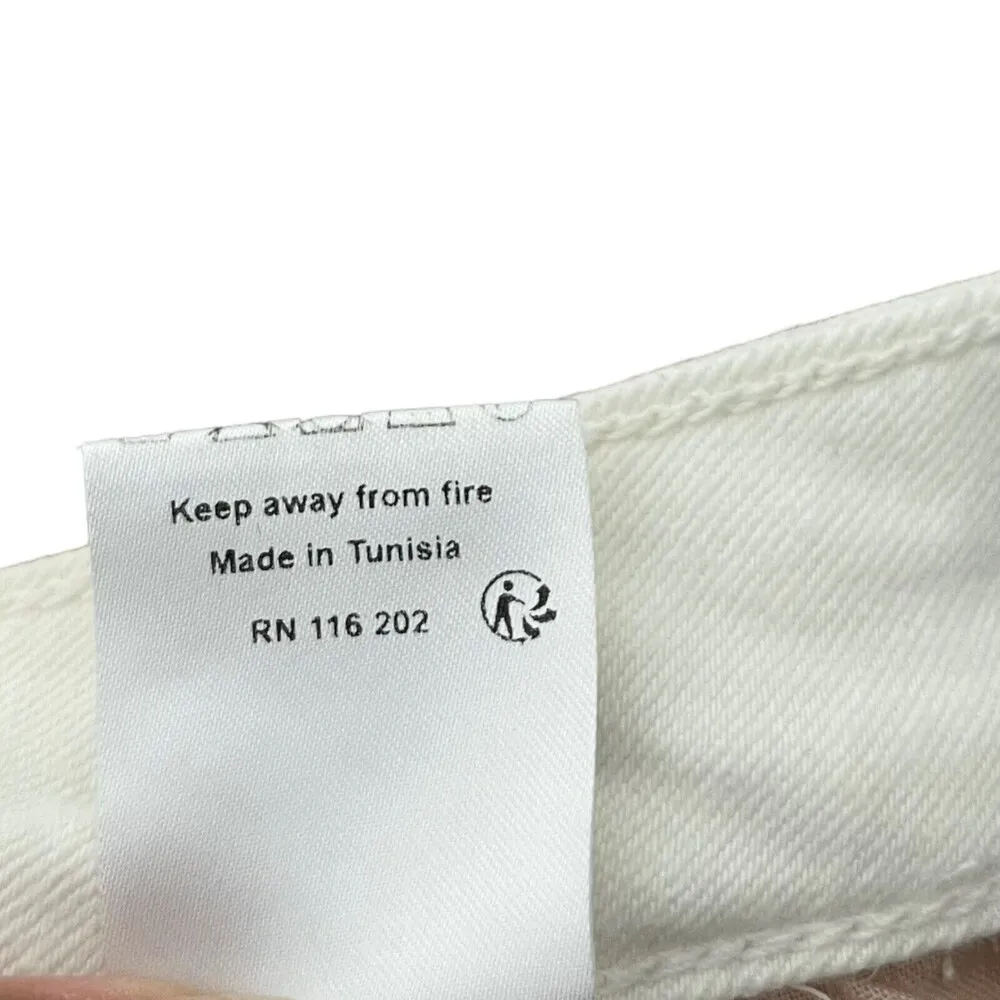 Keep away from fire
Made in Tunisia
RN 116 202